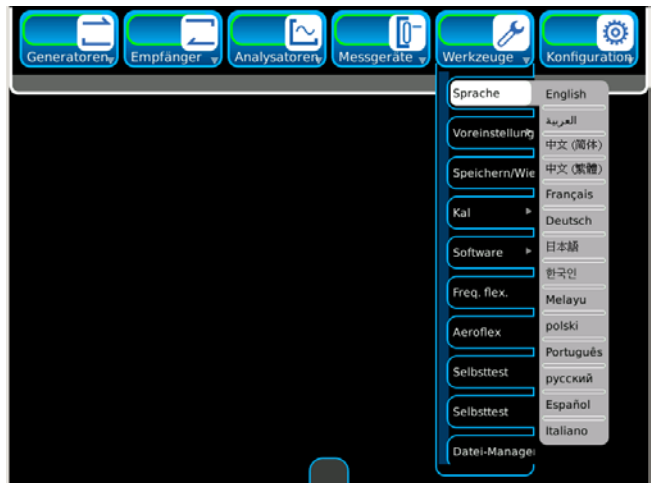 Generatoren
Empfänger
Analysatoren
Messgeräte
Werkzeuge
Konfiguration
Sprache
Voreinstellung
Speichern/Wie
Kal
Software
Freq. flex.
Aeroflex
Selbsttest
Selbsttest
Datei-Manage
English
العربية
中文 (简体)
中文 (繁體)
Français
Deutsch
日本語
한국인
Melayu
polski
Português
русский
Español
Italiano